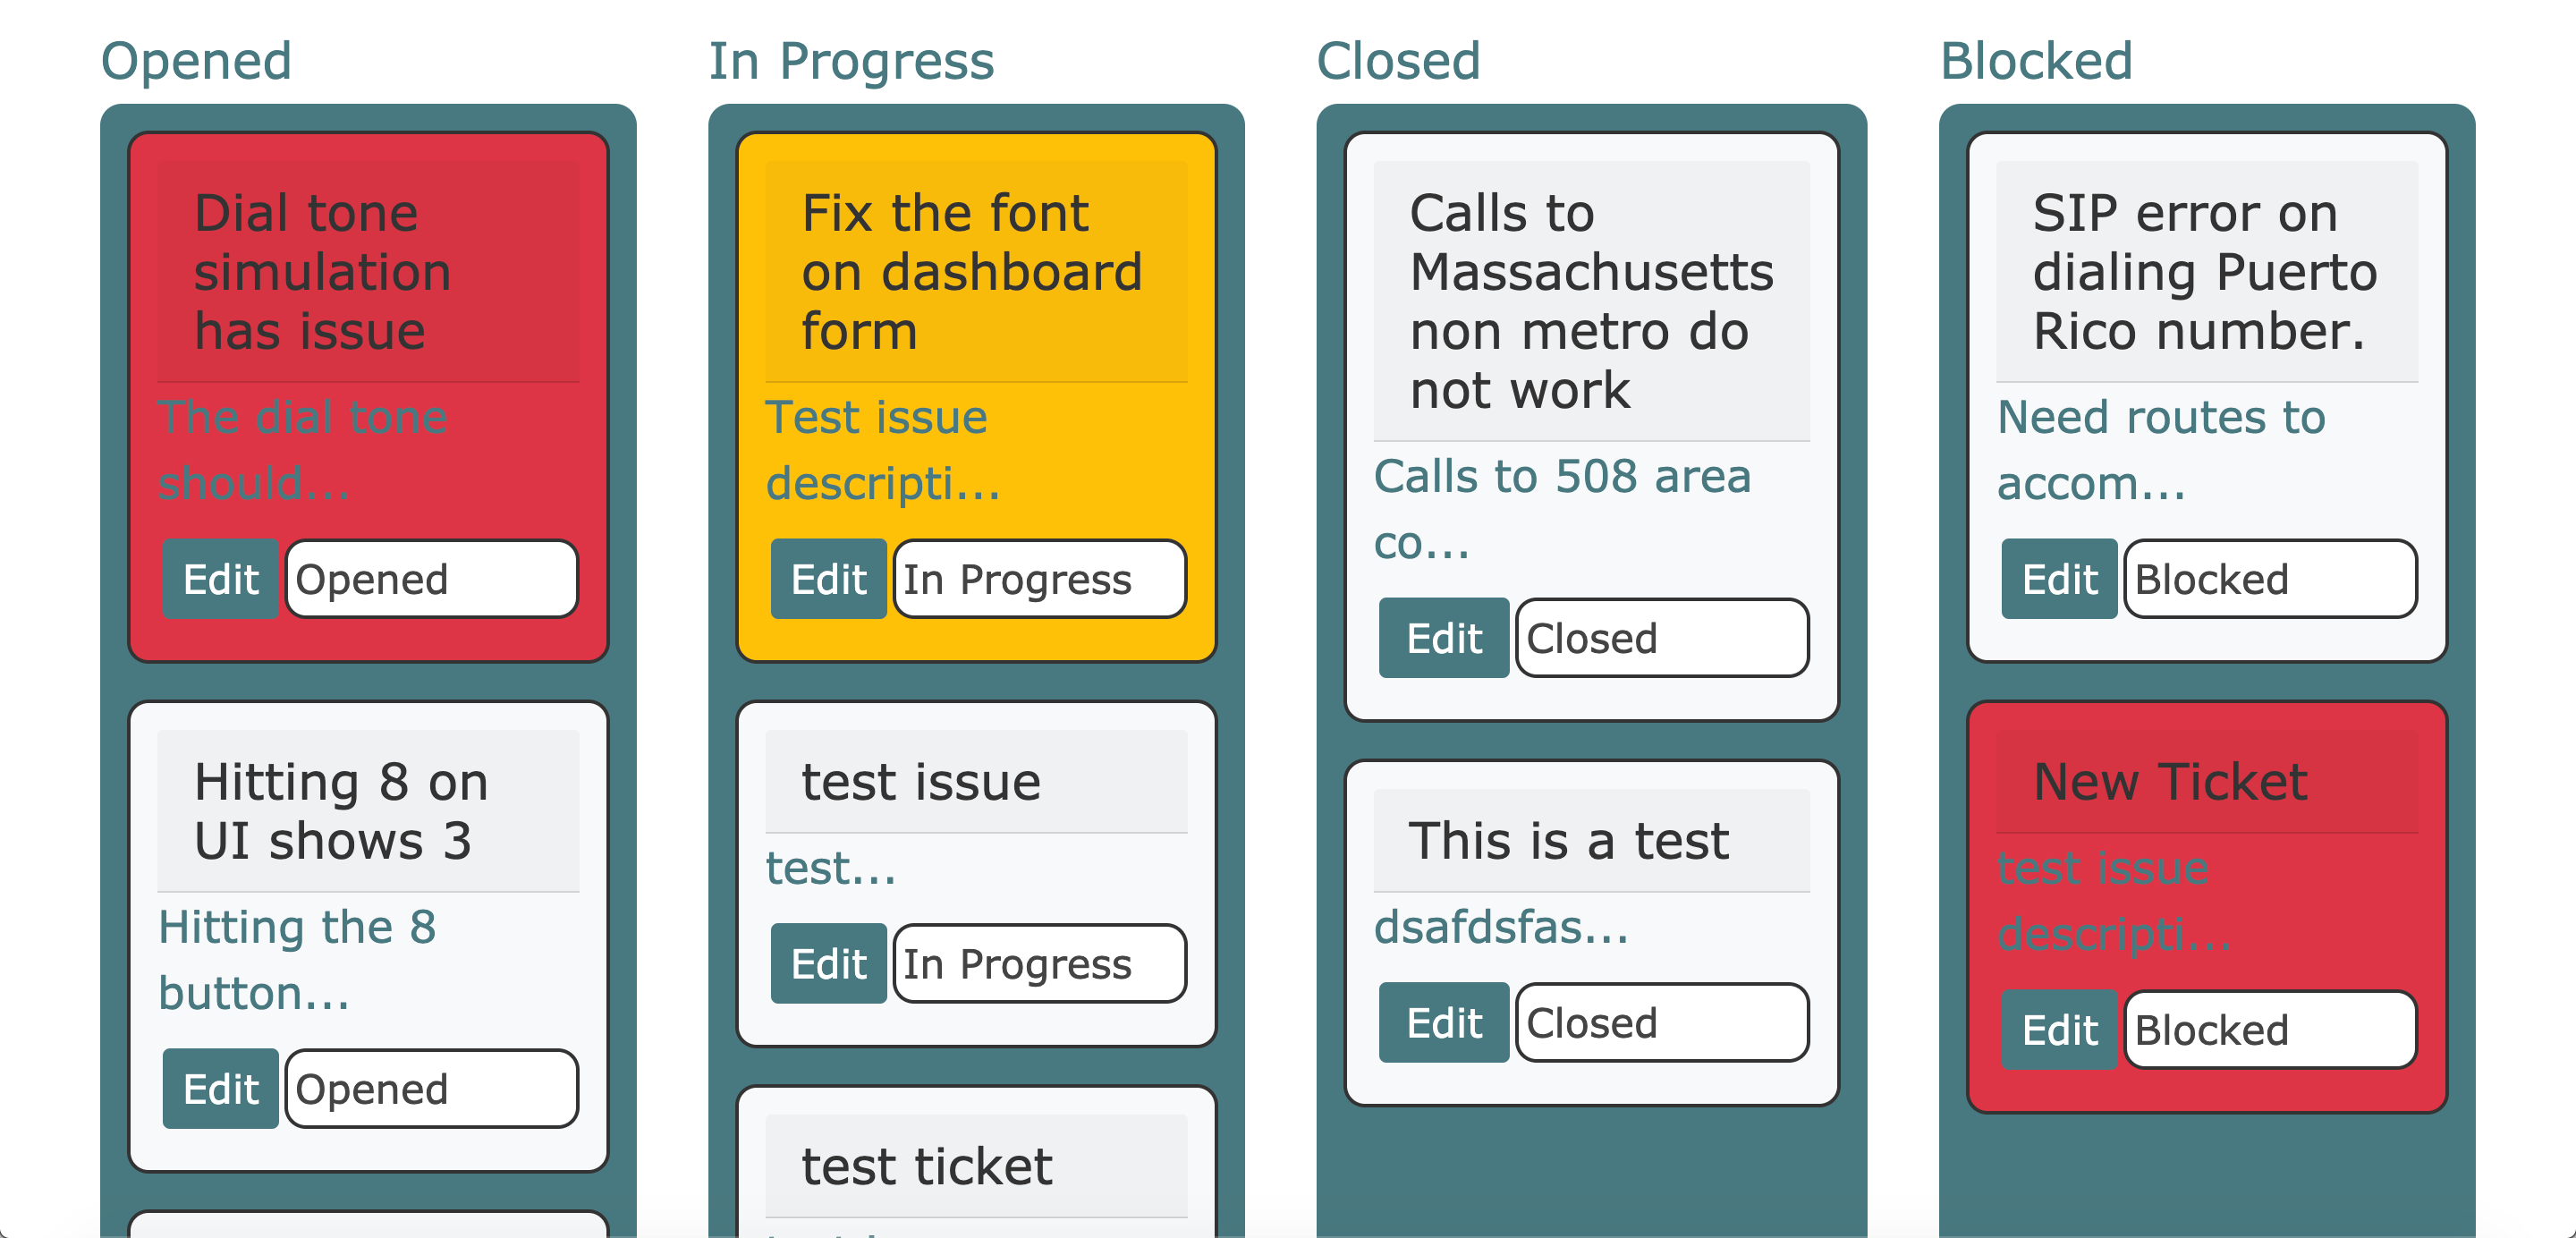 Opened
Dial tone
simulation
has issue
The dial tone
should...
Edit Opened
Hitting 8 on
UI shows 3
Hitting the 8
button...
Edit Opened
In Progress
Fix the font
on dashboard
form
Test issue
descripti...
Edit In Progress
test issue
test...
Edit In Progress
test ticket
Closed
Calls to
Massachusetts
non metro do
not work
Calls to 508 area
co...
Edit Closed
This is a test
dsafdsfas...
Edit Closed
Blocked
SIP error on
dialing Puerto
Rico number.
Need routes to
accom...
Edit Blocked
New Ticket
test issue
descripti...
Edit Blocked